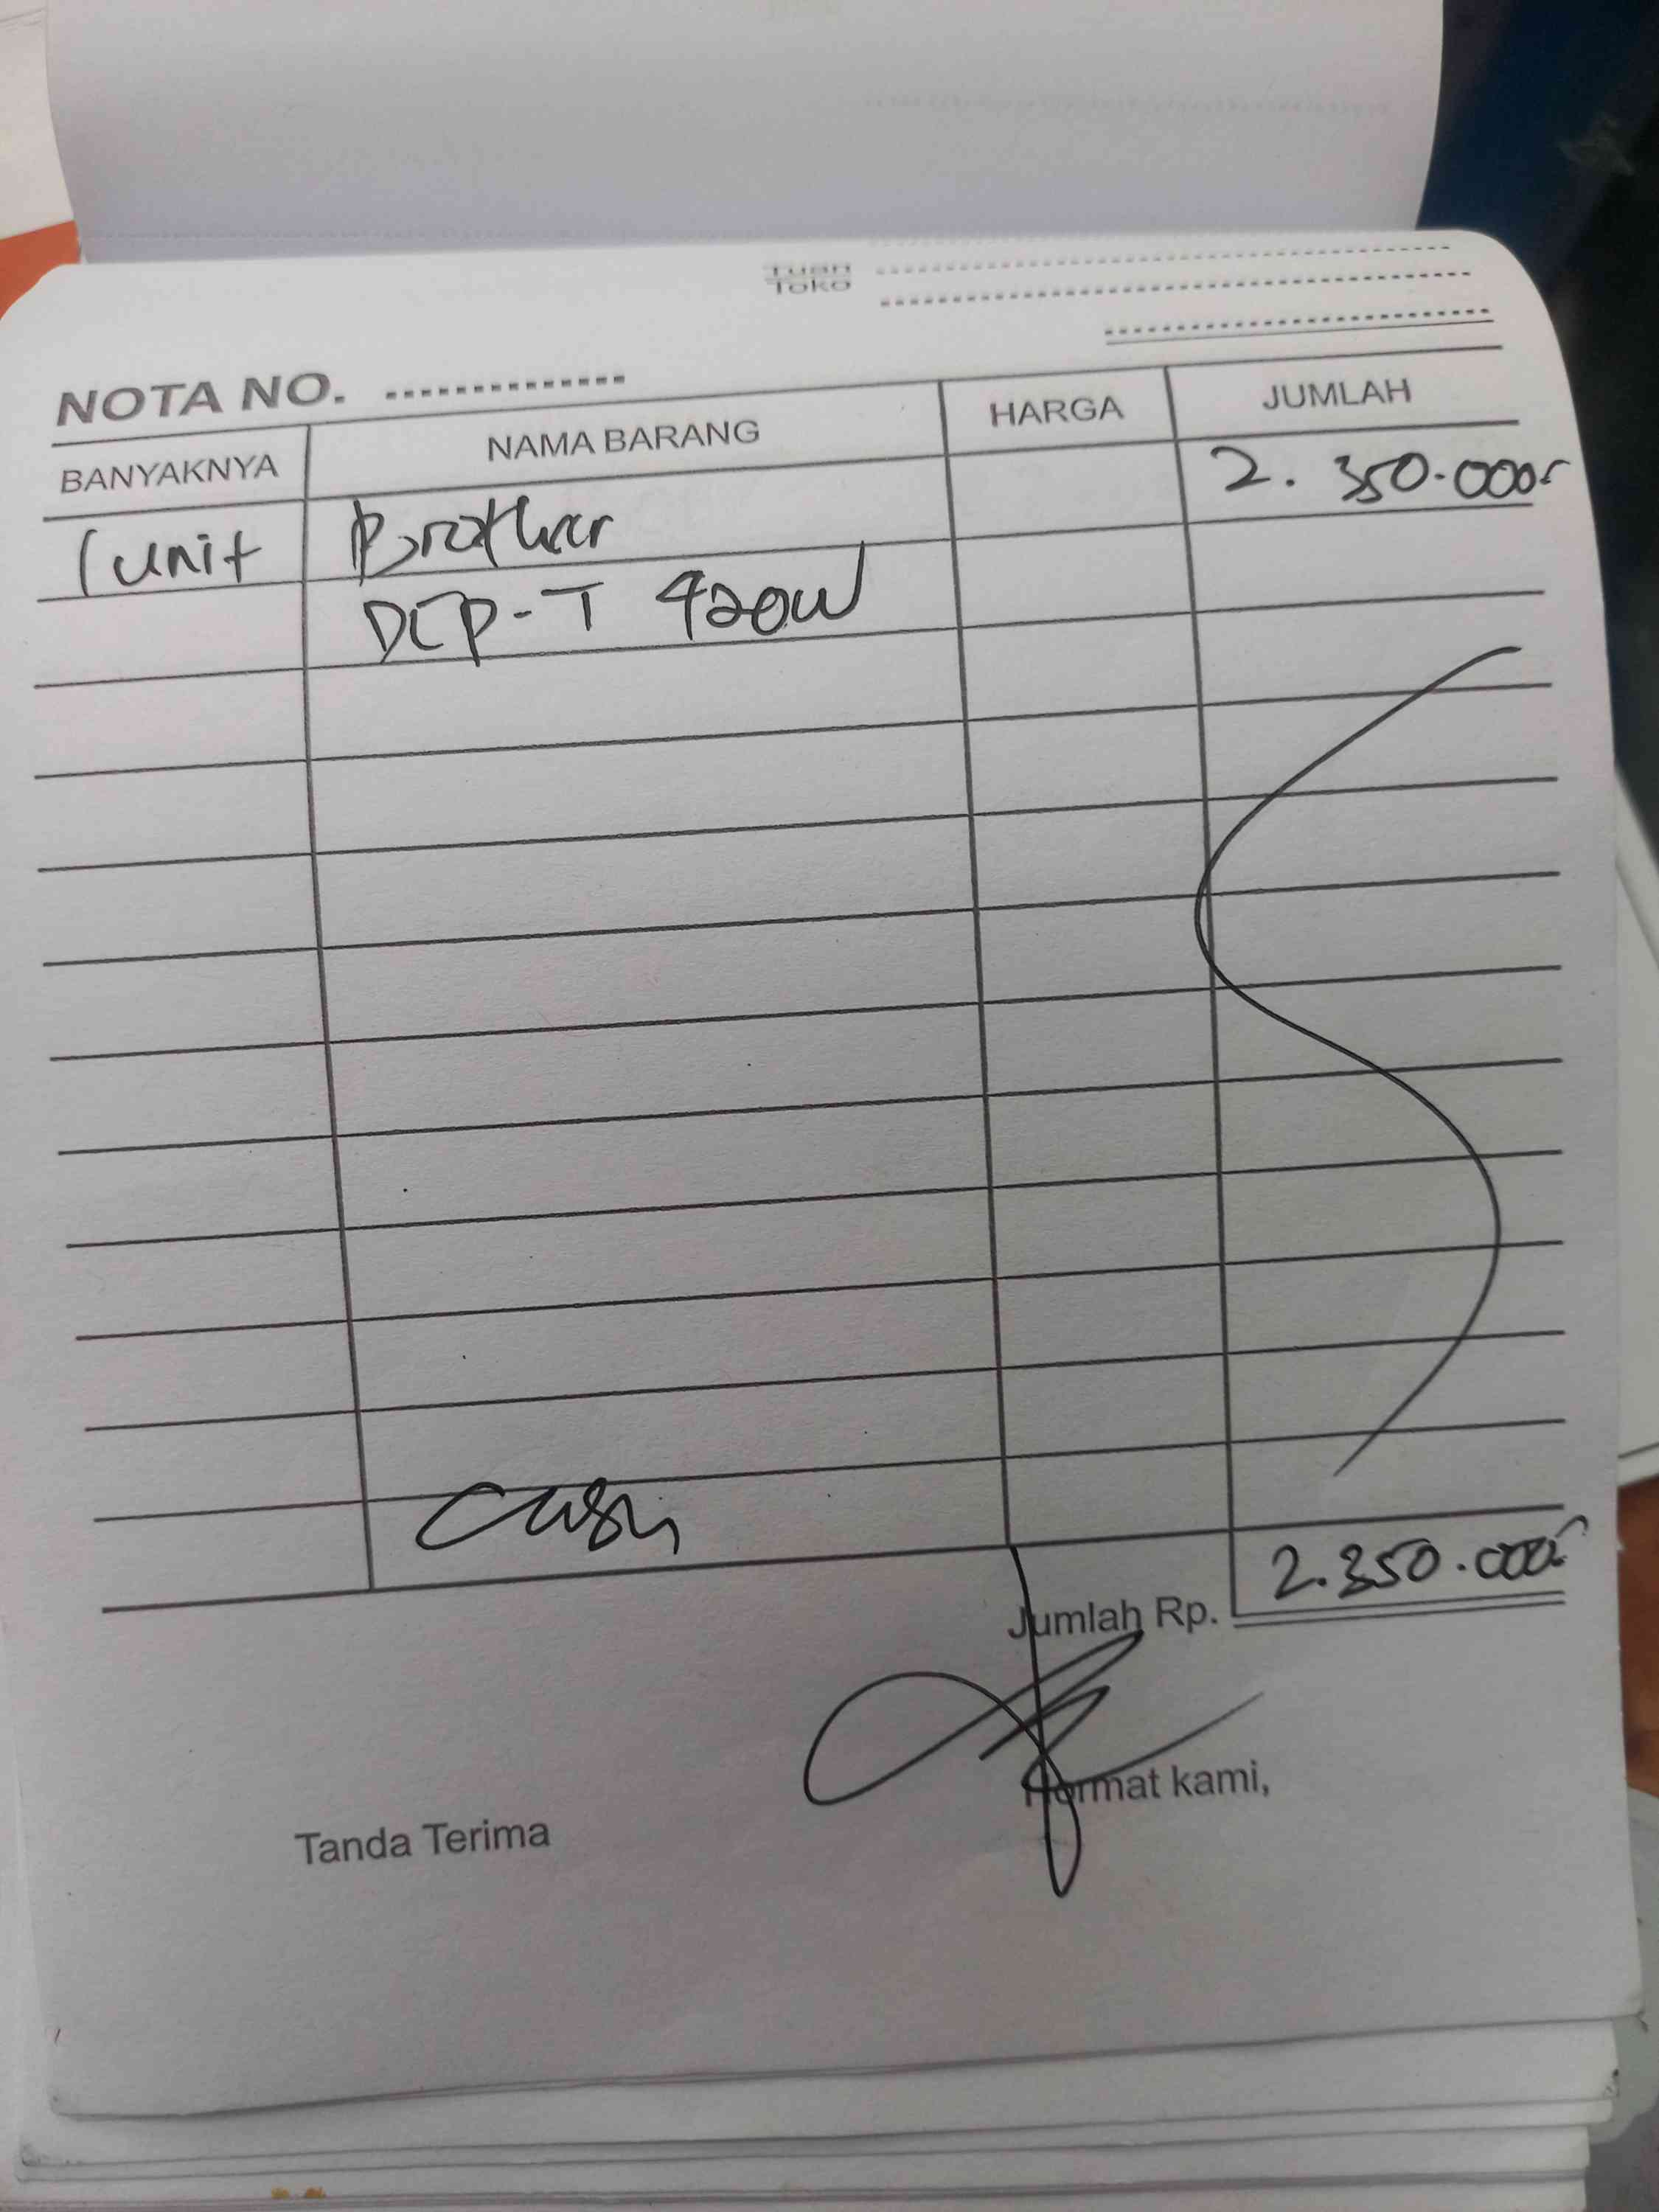 Tuan
Toko
NOTA NO. ..............
BANYAKNYA NAMA BARANG HARGA JUMLAH
1 unit Brother 2. 350.000,-
DCP-T 420W
Cash
Jumlah Rp. 2.350.000,-
Tanda Terima Hormat kami,